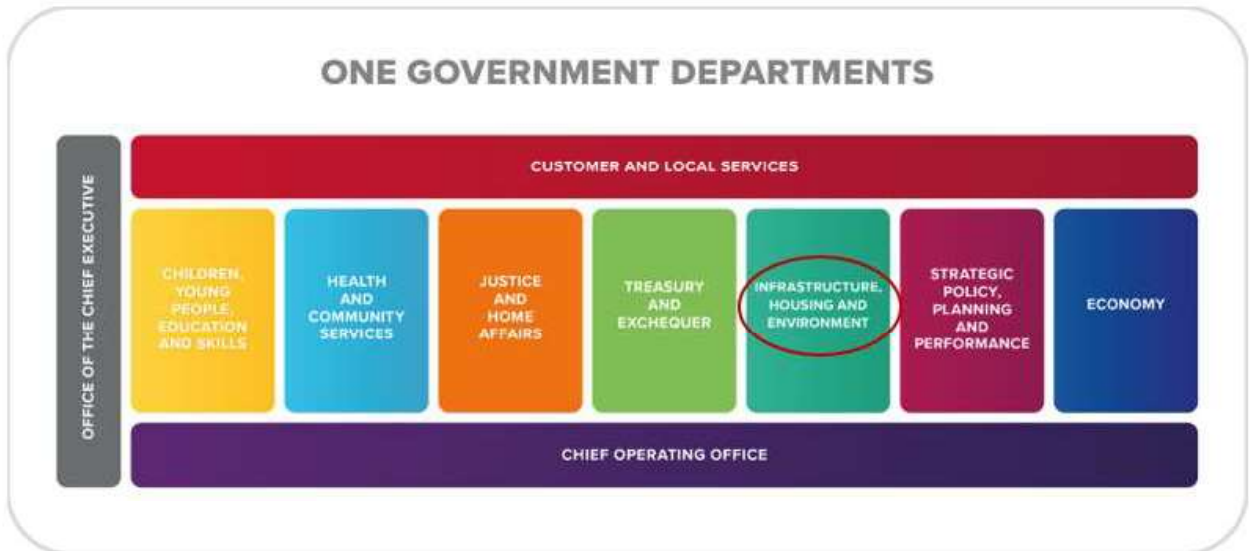 ONE GOVERNMENT DEPARTMENTS
OFFICE OF THE CHIEF EXECUTIVE
CUSTOMER AND LOCAL SERVICES
CHILDREN,
YOUNG
PEOPLE,
EDUCATION
AND SKILLS
HEALTH
AND
COMMUNITY
SERVICES
JUSTICE
AND
HOME
AFFAIRS
TREASURY
AND
EXCHEQUER
INFRASTRUCTURE,
HOUSING AND
ENVIRONMENT
STRATEGIC
POLICY,
PLANNING
AND
PERFORMANCE
ECONOMY
CHIEF OPERATING OFFICE